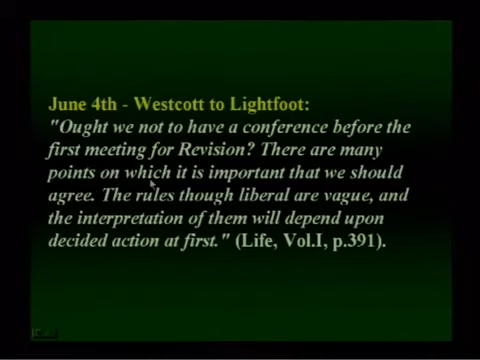 June 4th - Westcott to Lightfoot:
"Ought we not to have a conference before the
first meeting for Revision? There are many
points on which it is important that we should
agree. The rules though liberal are vague, and
the interpretation of them will depend upon
decided action at first." (Life, Vol.I, p.391).